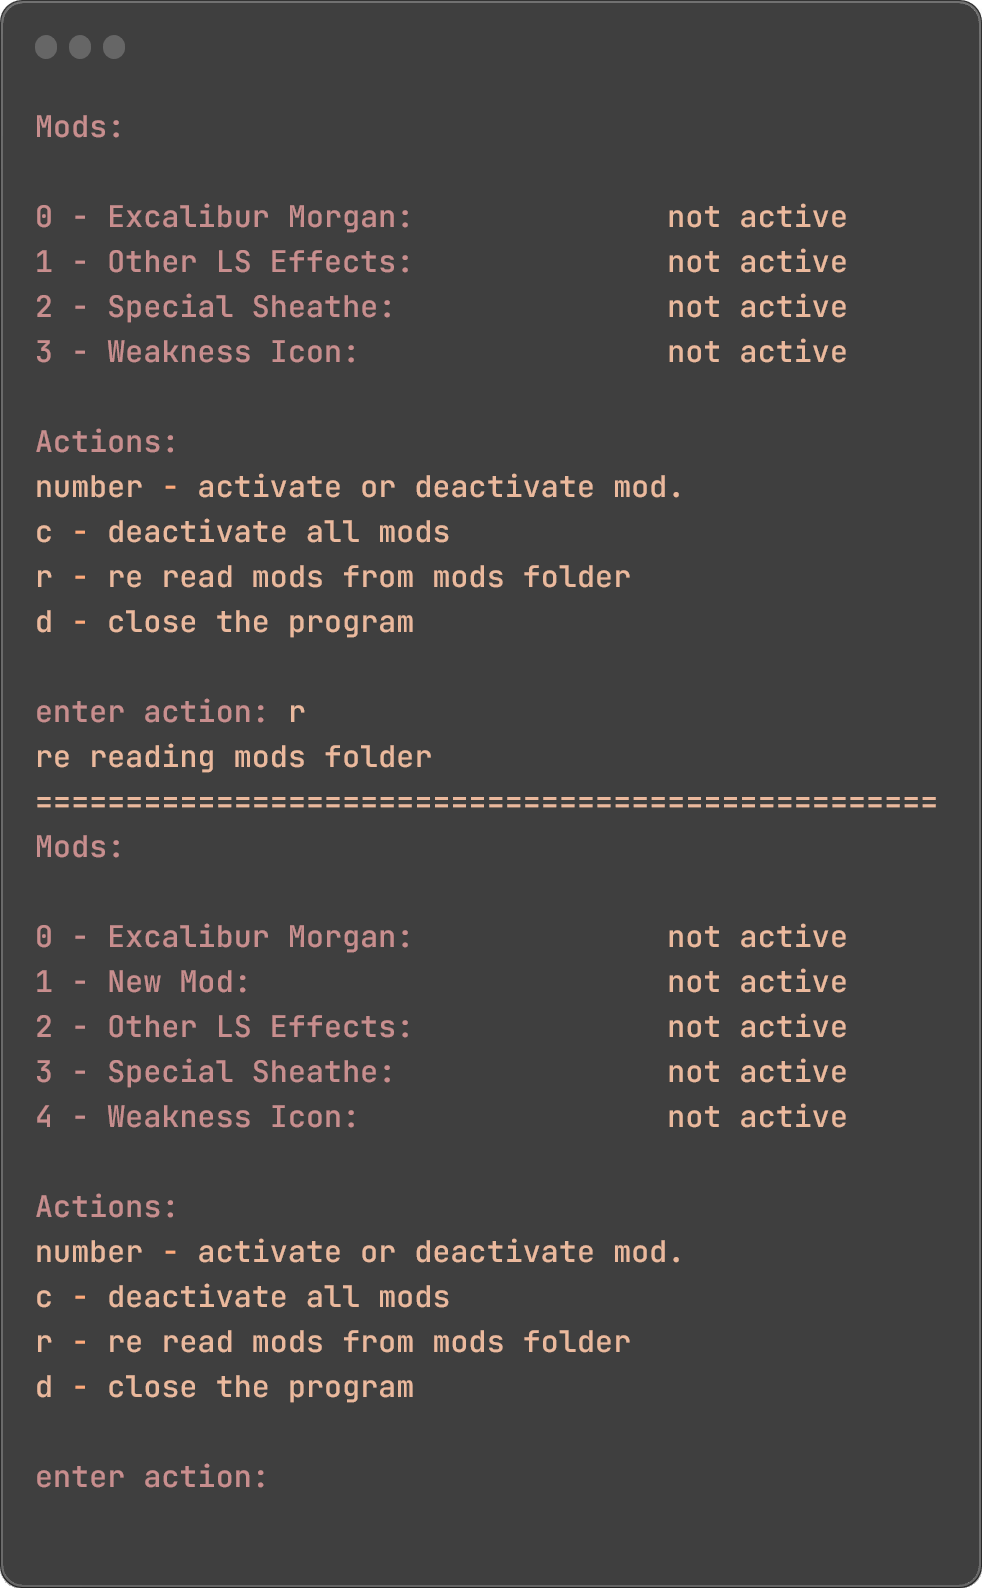 Mods:
0 - Excalibur Morgan: not active
1 - Other LS Effects: not active
2 - Special Sheathe: not active
3 - Weakness Icon: not active
Actions:
number - activate or deactivate mod.
c - deactivate all mods
r - re read mods from mods folder
d - close the program
enter action: r
re reading mods folder
==================================================
Mods:
0 - Excalibur Morgan: not active
1 - New Mod: not active
2 - Other LS Effects: not active
3 - Special Sheathe: not active
4 - Weakness Icon: not active
Actions:
number - activate or deactivate mod.
c - deactivate all mods
r - re read mods from mods folder
d - close the program
enter action: